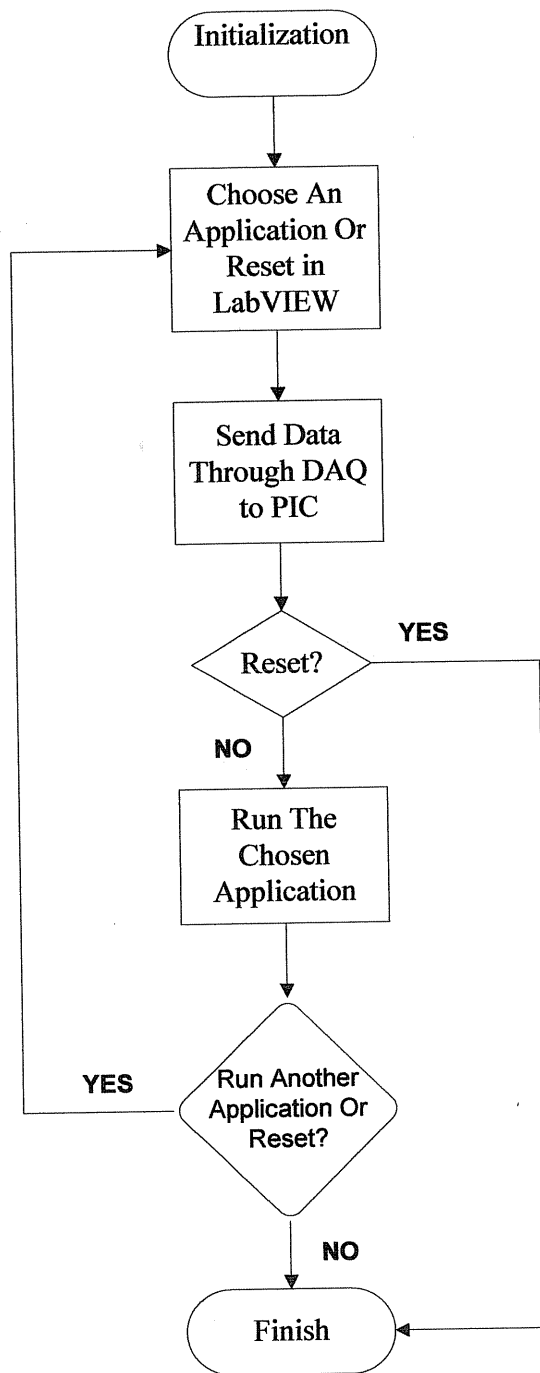 Initialization
Choose An
Application Or
Reset in
LabVIEW
Send Data
Through DAQ
to PIC
YES
Reset?
NO
Run The
Chosen
Application
YES
Run Another
Application Or
Reset?
NO
Finish